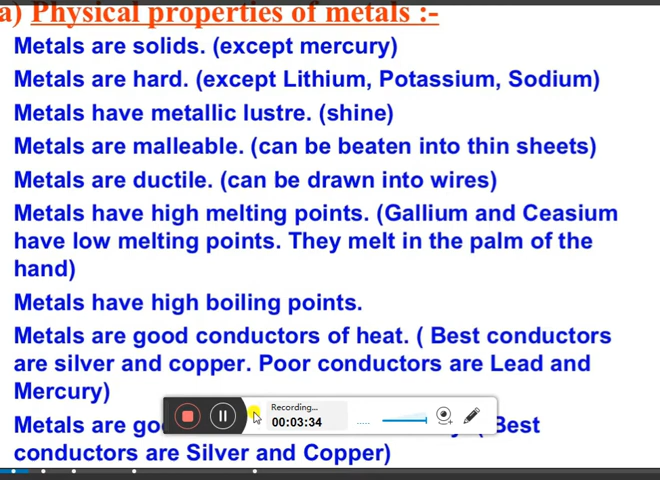 a) Physical properties of metals :-
Metals are solids. (except mercury)
Metals are hard. (except Lithium, Potassium, Sodium)
Metals have metallic lustre. (shine)
Metals are malleable. (can be beaten into thin sheets)
Metals are ductile. (can be drawn into wires)
Metals have high melting points. (Gallium and Ceasium
have low melting points. They melt in the palm of the
hand)
Metals have high boiling points.
Metals are good conductors of heat. ( Best conductors
are silver and copper. Poor conductors are Lead and
Mercury)
Recording...
00:03:34
Metals are Best
conductors are Silver and Copper)